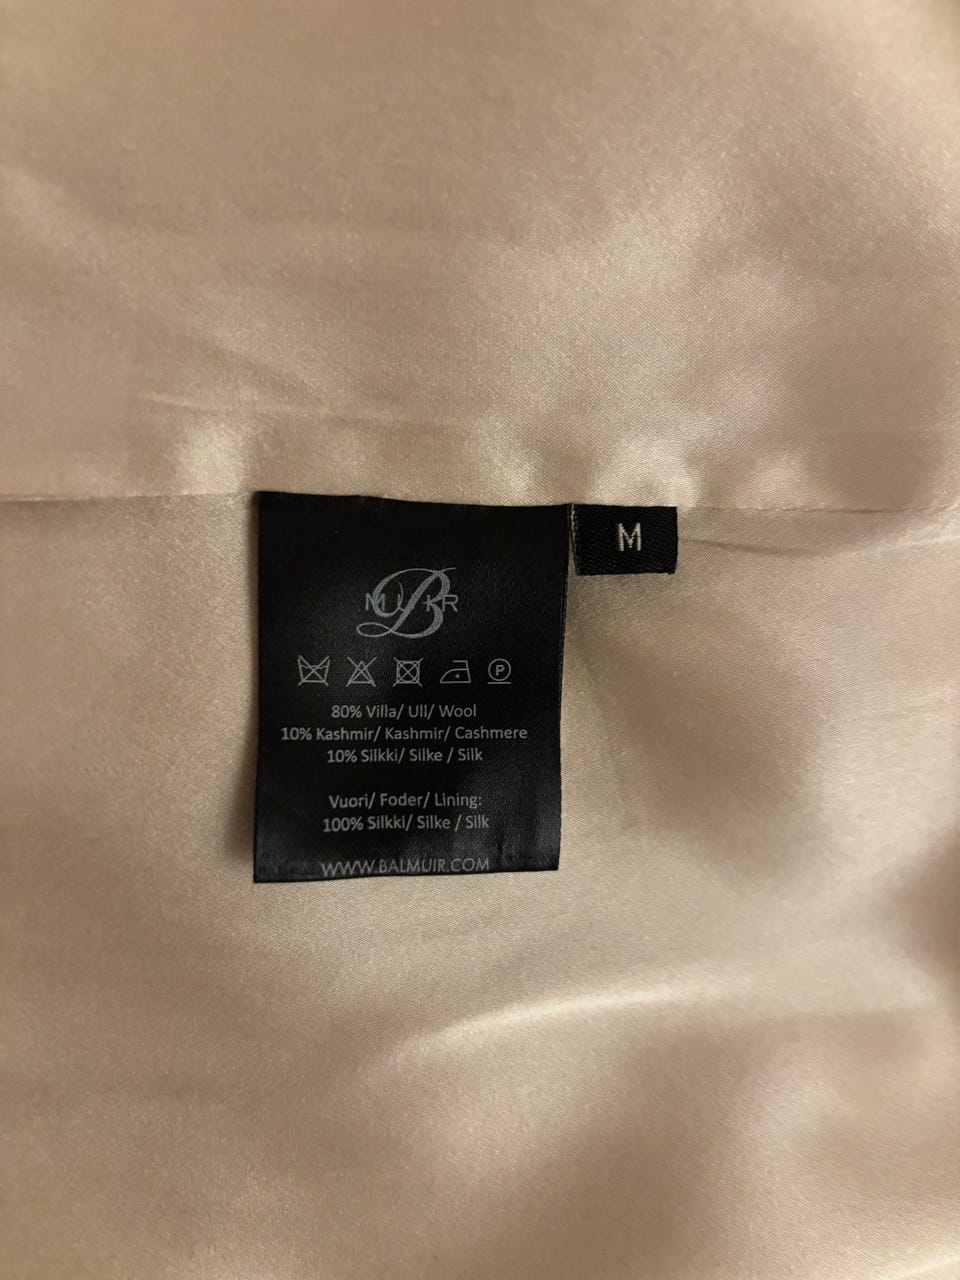 B
M
80% Villa/ Ull/ Wool
10% Kashmir/ Kashmir/ Cashmere
10% Silkki/ Silke / Silk
Vuori/ Foder/ Lining:
100% Silkki/ Silke / Silk
WWW.BALMUIR.COM